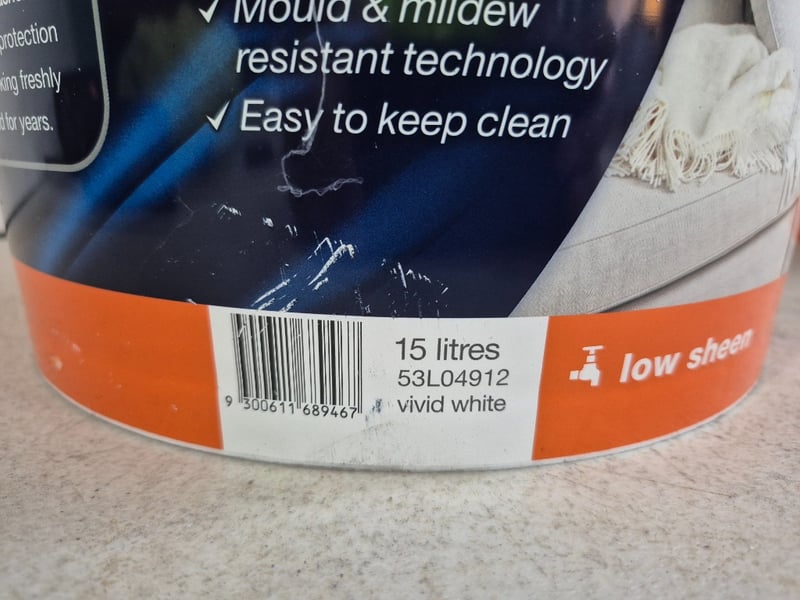 protection
king freshly
d for years.
✓ Mould & mildew
resistant technology
✓ Easy to keep clean
15 litres
53L04912
vivid white
9 300611 689467
low sheen